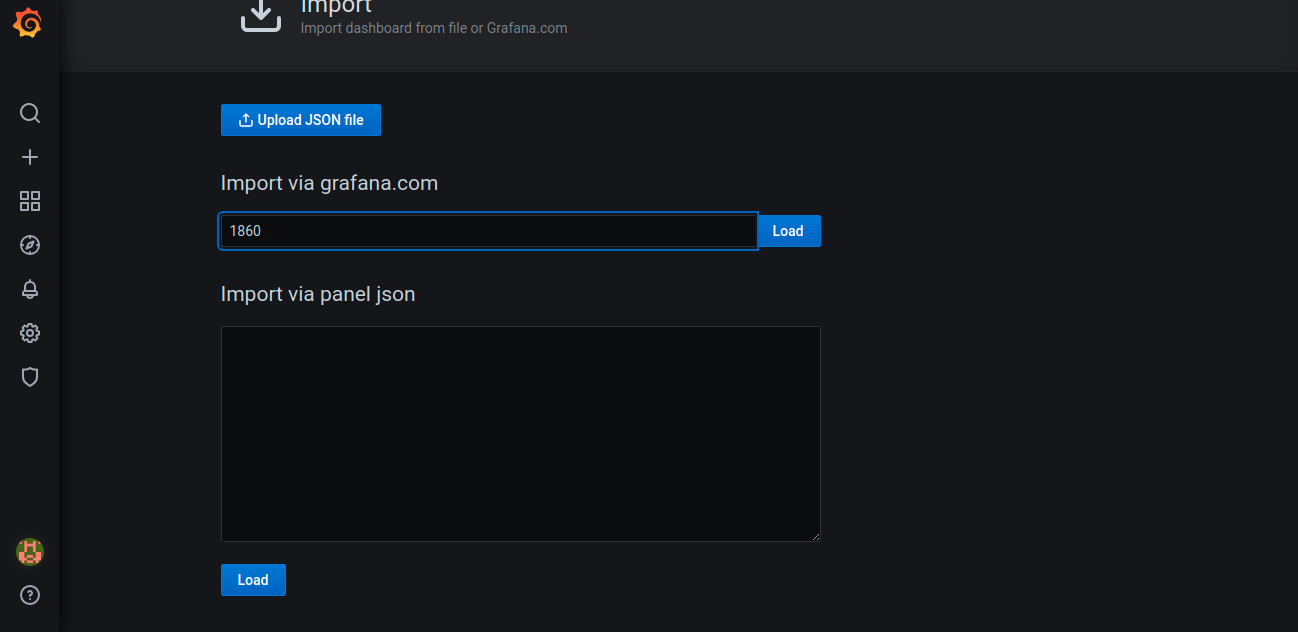 Import
Import dashboard from file or Grafana.com
Upload JSON file
Import via grafana.com
1860
Load
Import via panel json
Load